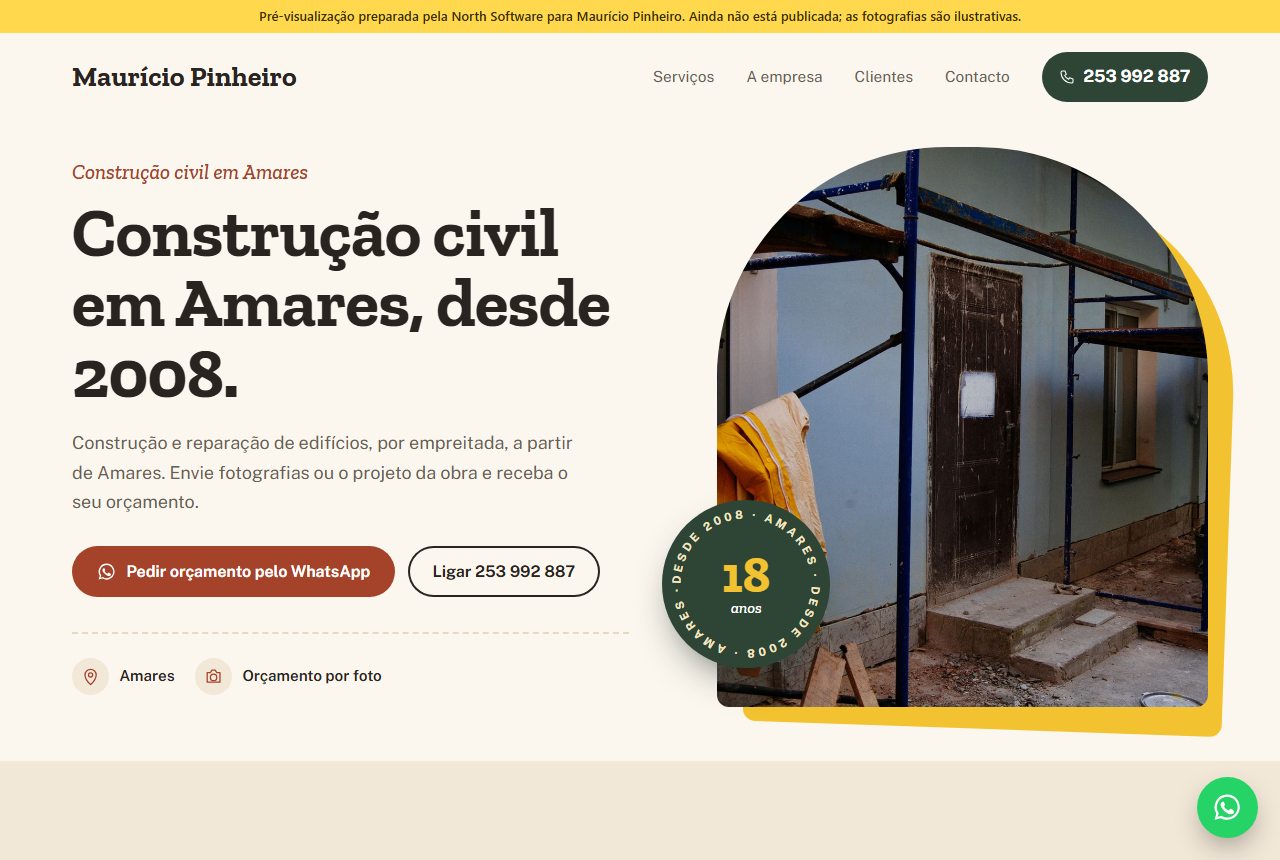 Pré-visualização preparada pela North Software para Maurício Pinheiro. Ainda não está publicada; as fotografias são ilustrativas.
Maurício Pinheiro
Serviços
A empresa
Clientes
Contacto
253 992 887
Construção civil em Amares
Construção civil
em Amares, desde
2008.
Construção e reparação de edifícios, por empreitada, a partir
de Amares. Envie fotografias ou o projeto da obra e receba o
seu orçamento.
Pedir orçamento pelo WhatsApp
Ligar 253 992 887
Amares
Orçamento por foto
DESDE 2008 · AMARES · DESDE 2008 · AMARES ·
18
anos